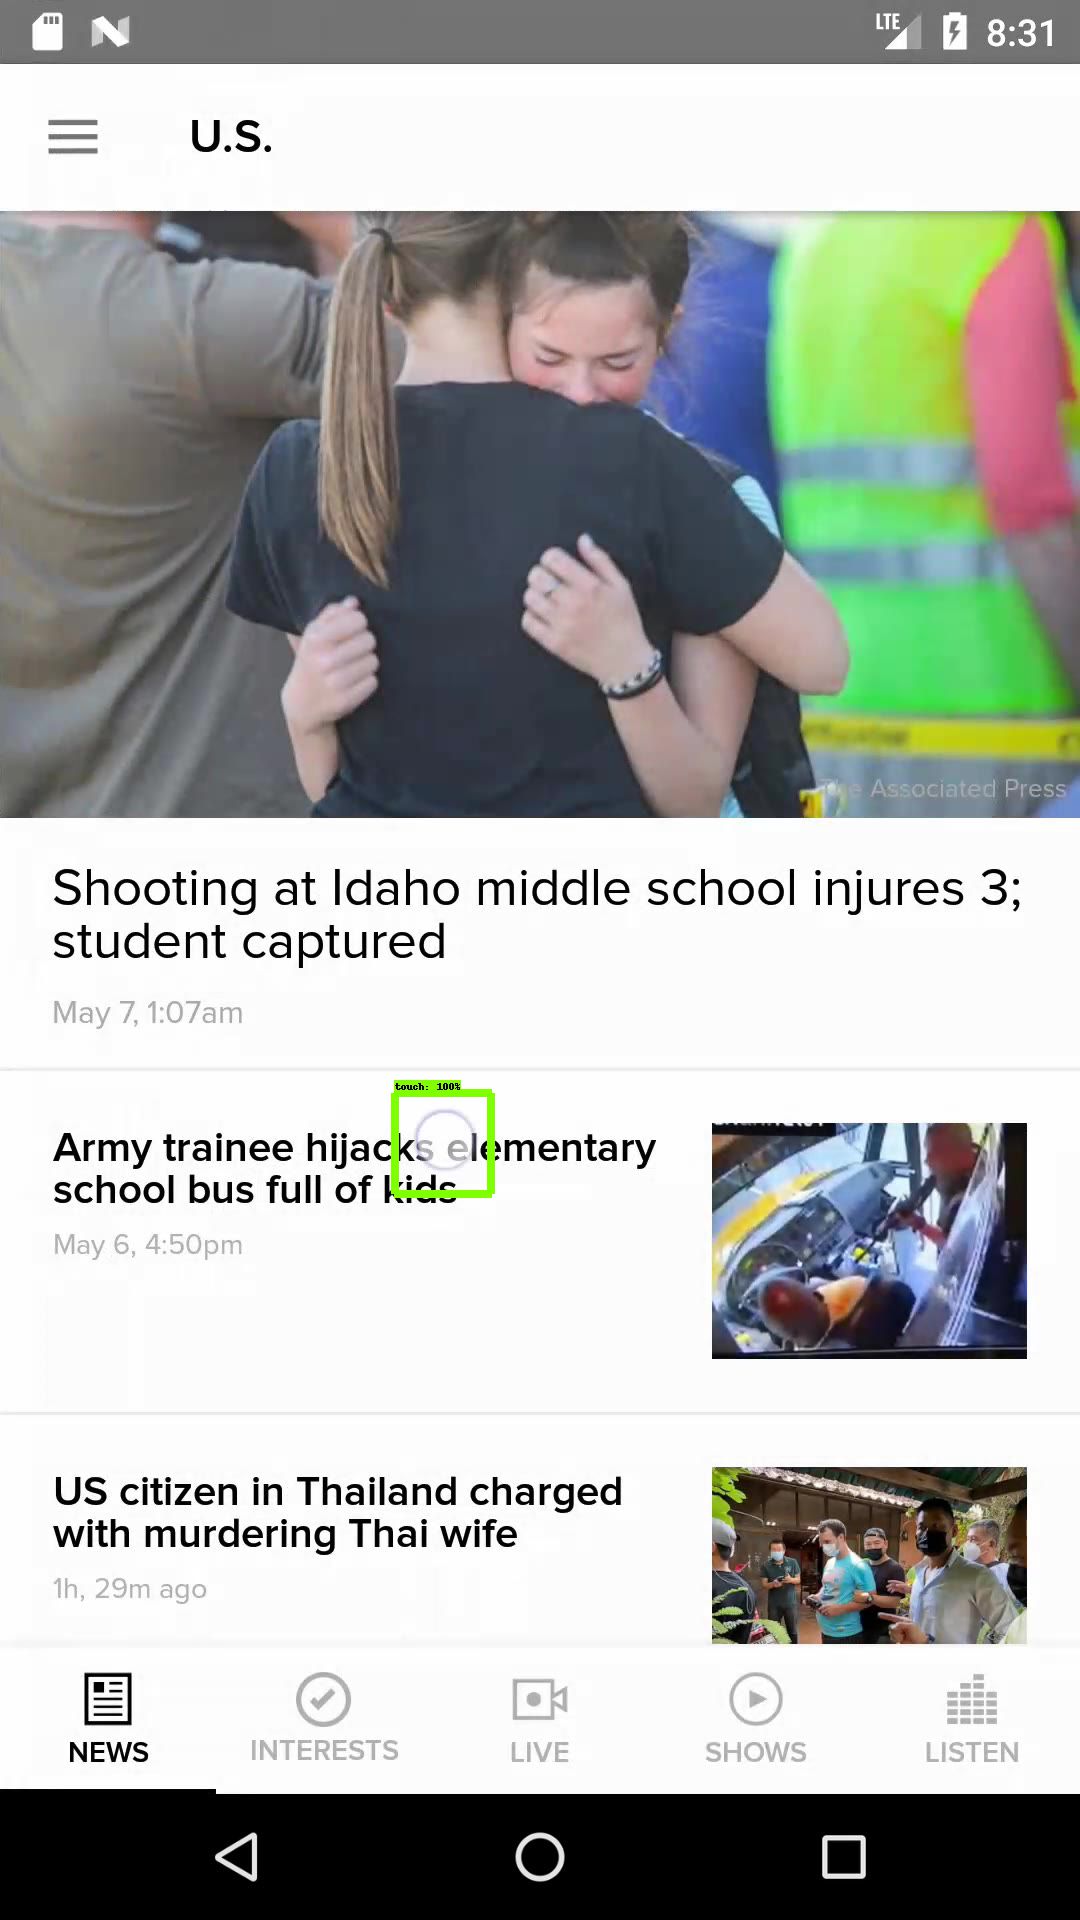 LTE 8:31
U.S.
The Associated Press
Shooting at Idaho middle school injures 3;
student captured
May 7, 1:07am
touch: 100%
Army trainee hijacks elementary
school bus full of kids
May 6, 4:50pm
US citizen in Thailand charged
with murdering Thai wife
1h, 29m ago
NEWS INTERESTS LIVE SHOWS LISTEN